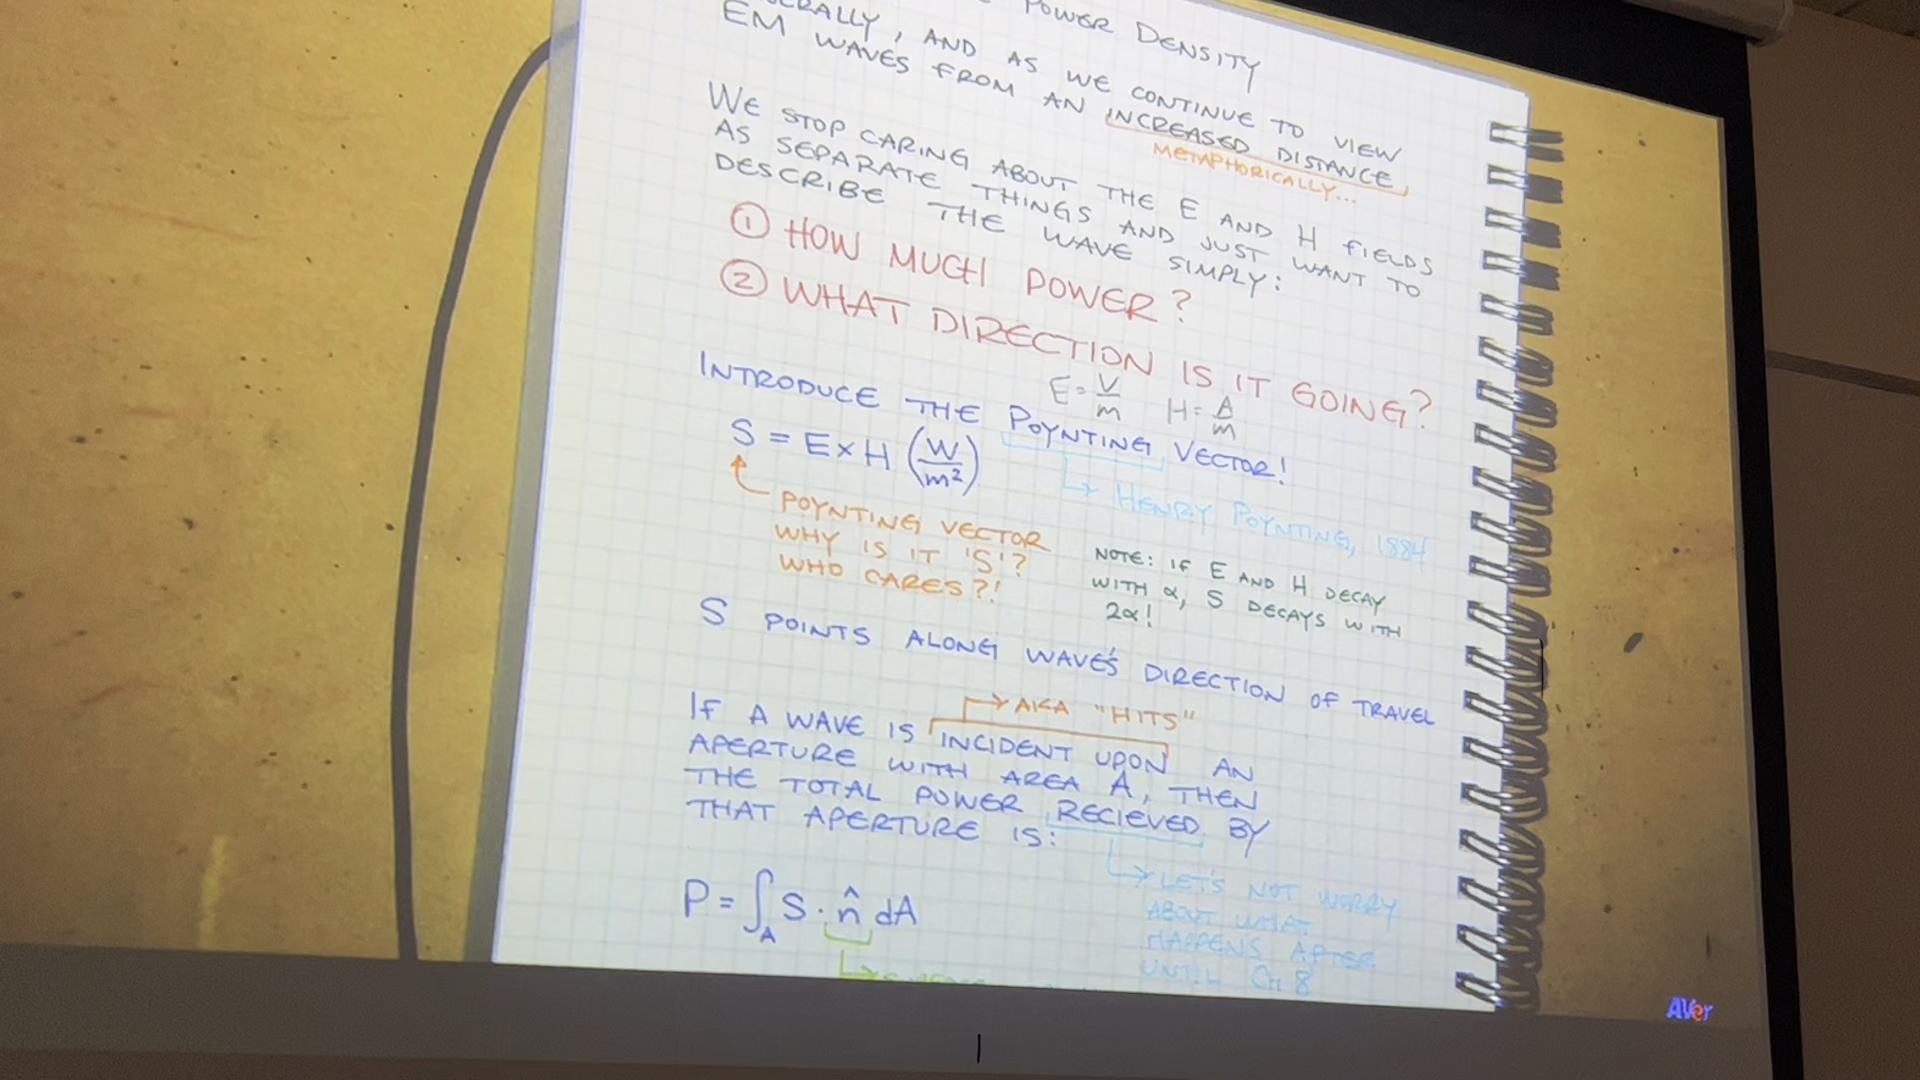 POWER DENSITY
, AND AS WE CONTINUE TO VIEW
EM WAVES FROM AN INCREASED DISTANCE,
METAPHORICALLY...
WE STOP CARING ABOUT THE E AND H FIELDS
AS SEPARATE THINGS AND JUST WANT TO
DESCRIBE THE WAVE SIMPLY:
① HOW MUCH POWER?
② WHAT DIRECTION IS IT GOING?
E = V/m H = A/m
INTRODUCE THE POYNTING VECTOR!
S = E×H (W/m²)
↳ HENRY POYNTING, 1884
POYNTING VECTOR
WHY IS IT 'S'?
WHO CARES?!
NOTE: IF E AND H DECAY
WITH α, S DECAYS WITH
2α!
S POINTS ALONG WAVE'S DIRECTION OF TRAVEL
→ AKA "HITS"
IF A WAVE IS INCIDENT UPON AN
APERTURE WITH AREA A, THEN
THE TOTAL POWER RECIEVED BY
THAT APERTURE IS:
↳ LET'S NOT WORRY
ABOUT WHAT
HAPPENS AFTER
UNTIL CH 8
P = ∫_A S · n̂ dA
AVer